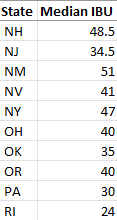 State Median IBU
NH 48.5
NJ 34.5
NM 51
NV 41
NY 47
OH 40
OK 35
OR 40
PA 30
RI 24